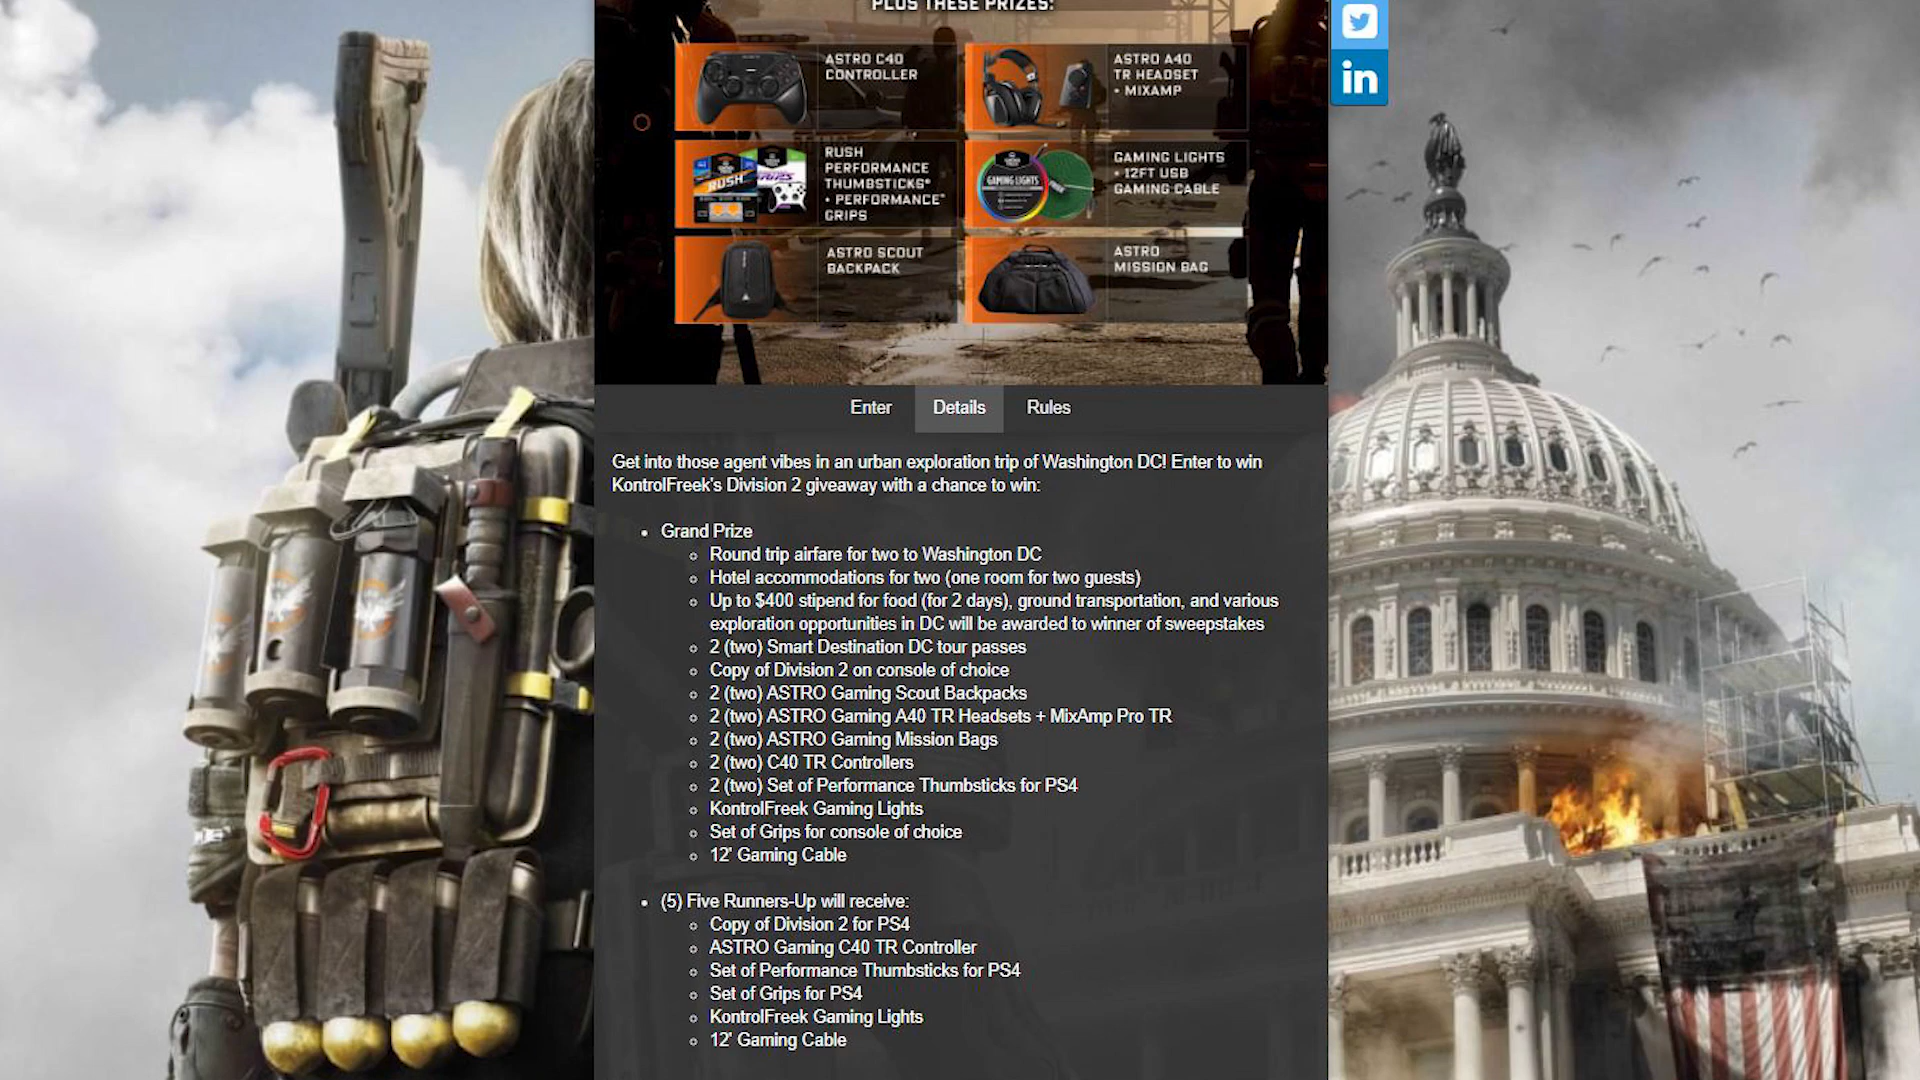 PLUS THESE PRIZES:
ASTRO C40
CONTROLLER
ASTRO A40
TR HEADSET
• MIXAMP
RUSH
PERFORMANCE
THUMBSTICKS®
• PERFORMANCE™
GRIPS
RUSH
GRIPS
GAMING LIGHTS
GAMING LIGHTS
• 12FT USB
GAMING CABLE
ASTRO SCOUT
BACKPACK
ASTRO
MISSION BAG
in
Enter
Details
Rules
Get into those agent vibes in an urban exploration trip of Washington DC! Enter to win
KontrolFreek's Division 2 giveaway with a chance to win:
• Grand Prize
○ Round trip airfare for two to Washington DC
○ Hotel accommodations for two (one room for two guests)
○ Up to $400 stipend for food (for 2 days), ground transportation, and various
exploration opportunities in DC will be awarded to winner of sweepstakes
○ 2 (two) Smart Destination DC tour passes
○ Copy of Division 2 on console of choice
○ 2 (two) ASTRO Gaming Scout Backpacks
○ 2 (two) ASTRO Gaming A40 TR Headsets + MixAmp Pro TR
○ 2 (two) ASTRO Gaming Mission Bags
○ 2 (two) C40 TR Controllers
○ 2 (two) Set of Performance Thumbsticks for PS4
○ KontrolFreek Gaming Lights
○ Set of Grips for console of choice
○ 12' Gaming Cable
• (5) Five Runners-Up will receive:
○ Copy of Division 2 for PS4
○ ASTRO Gaming C40 TR Controller
○ Set of Performance Thumbsticks for PS4
○ Set of Grips for PS4
○ KontrolFreek Gaming Lights
○ 12' Gaming Cable